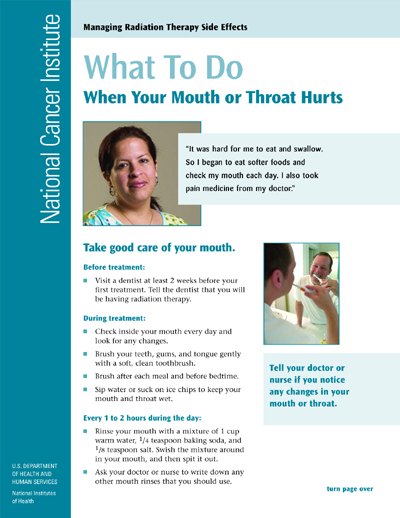 National Cancer Institute
Managing Radiation Therapy Side Effects
What To Do
When Your Mouth or Throat Hurts
"It was hard for me to eat and swallow.
So I began to eat softer foods and
check my mouth each day. I also took
pain medicine from my doctor."
Take good care of your mouth.
Before treatment:
■ Visit a dentist at least 2 weeks before your
first treatment. Tell the dentist that you will
be having radiation therapy.
During treatment:
■ Check inside your mouth every day and
look for any changes.
■ Brush your teeth, gums, and tongue gently
with a soft, clean toothbrush.
■ Brush after each meal and before bedtime.
■ Sip water or suck on ice chips to keep your
mouth and throat wet.
Every 1 to 2 hours during the day:
■ Rinse your mouth with a mixture of 1 cup
warm water, 1/4 teaspoon baking soda, and
1/8 teaspoon salt. Swish the mixture around
in your mouth, and then spit it out.
■ Ask your doctor or nurse to write down any
other mouth rinses that you should use.
Tell your doctor or
nurse if you notice
any changes in your
mouth or throat.
U.S. DEPARTMENT
OF HEALTH AND
HUMAN SERVICES
National Institutes
of Health
turn page over